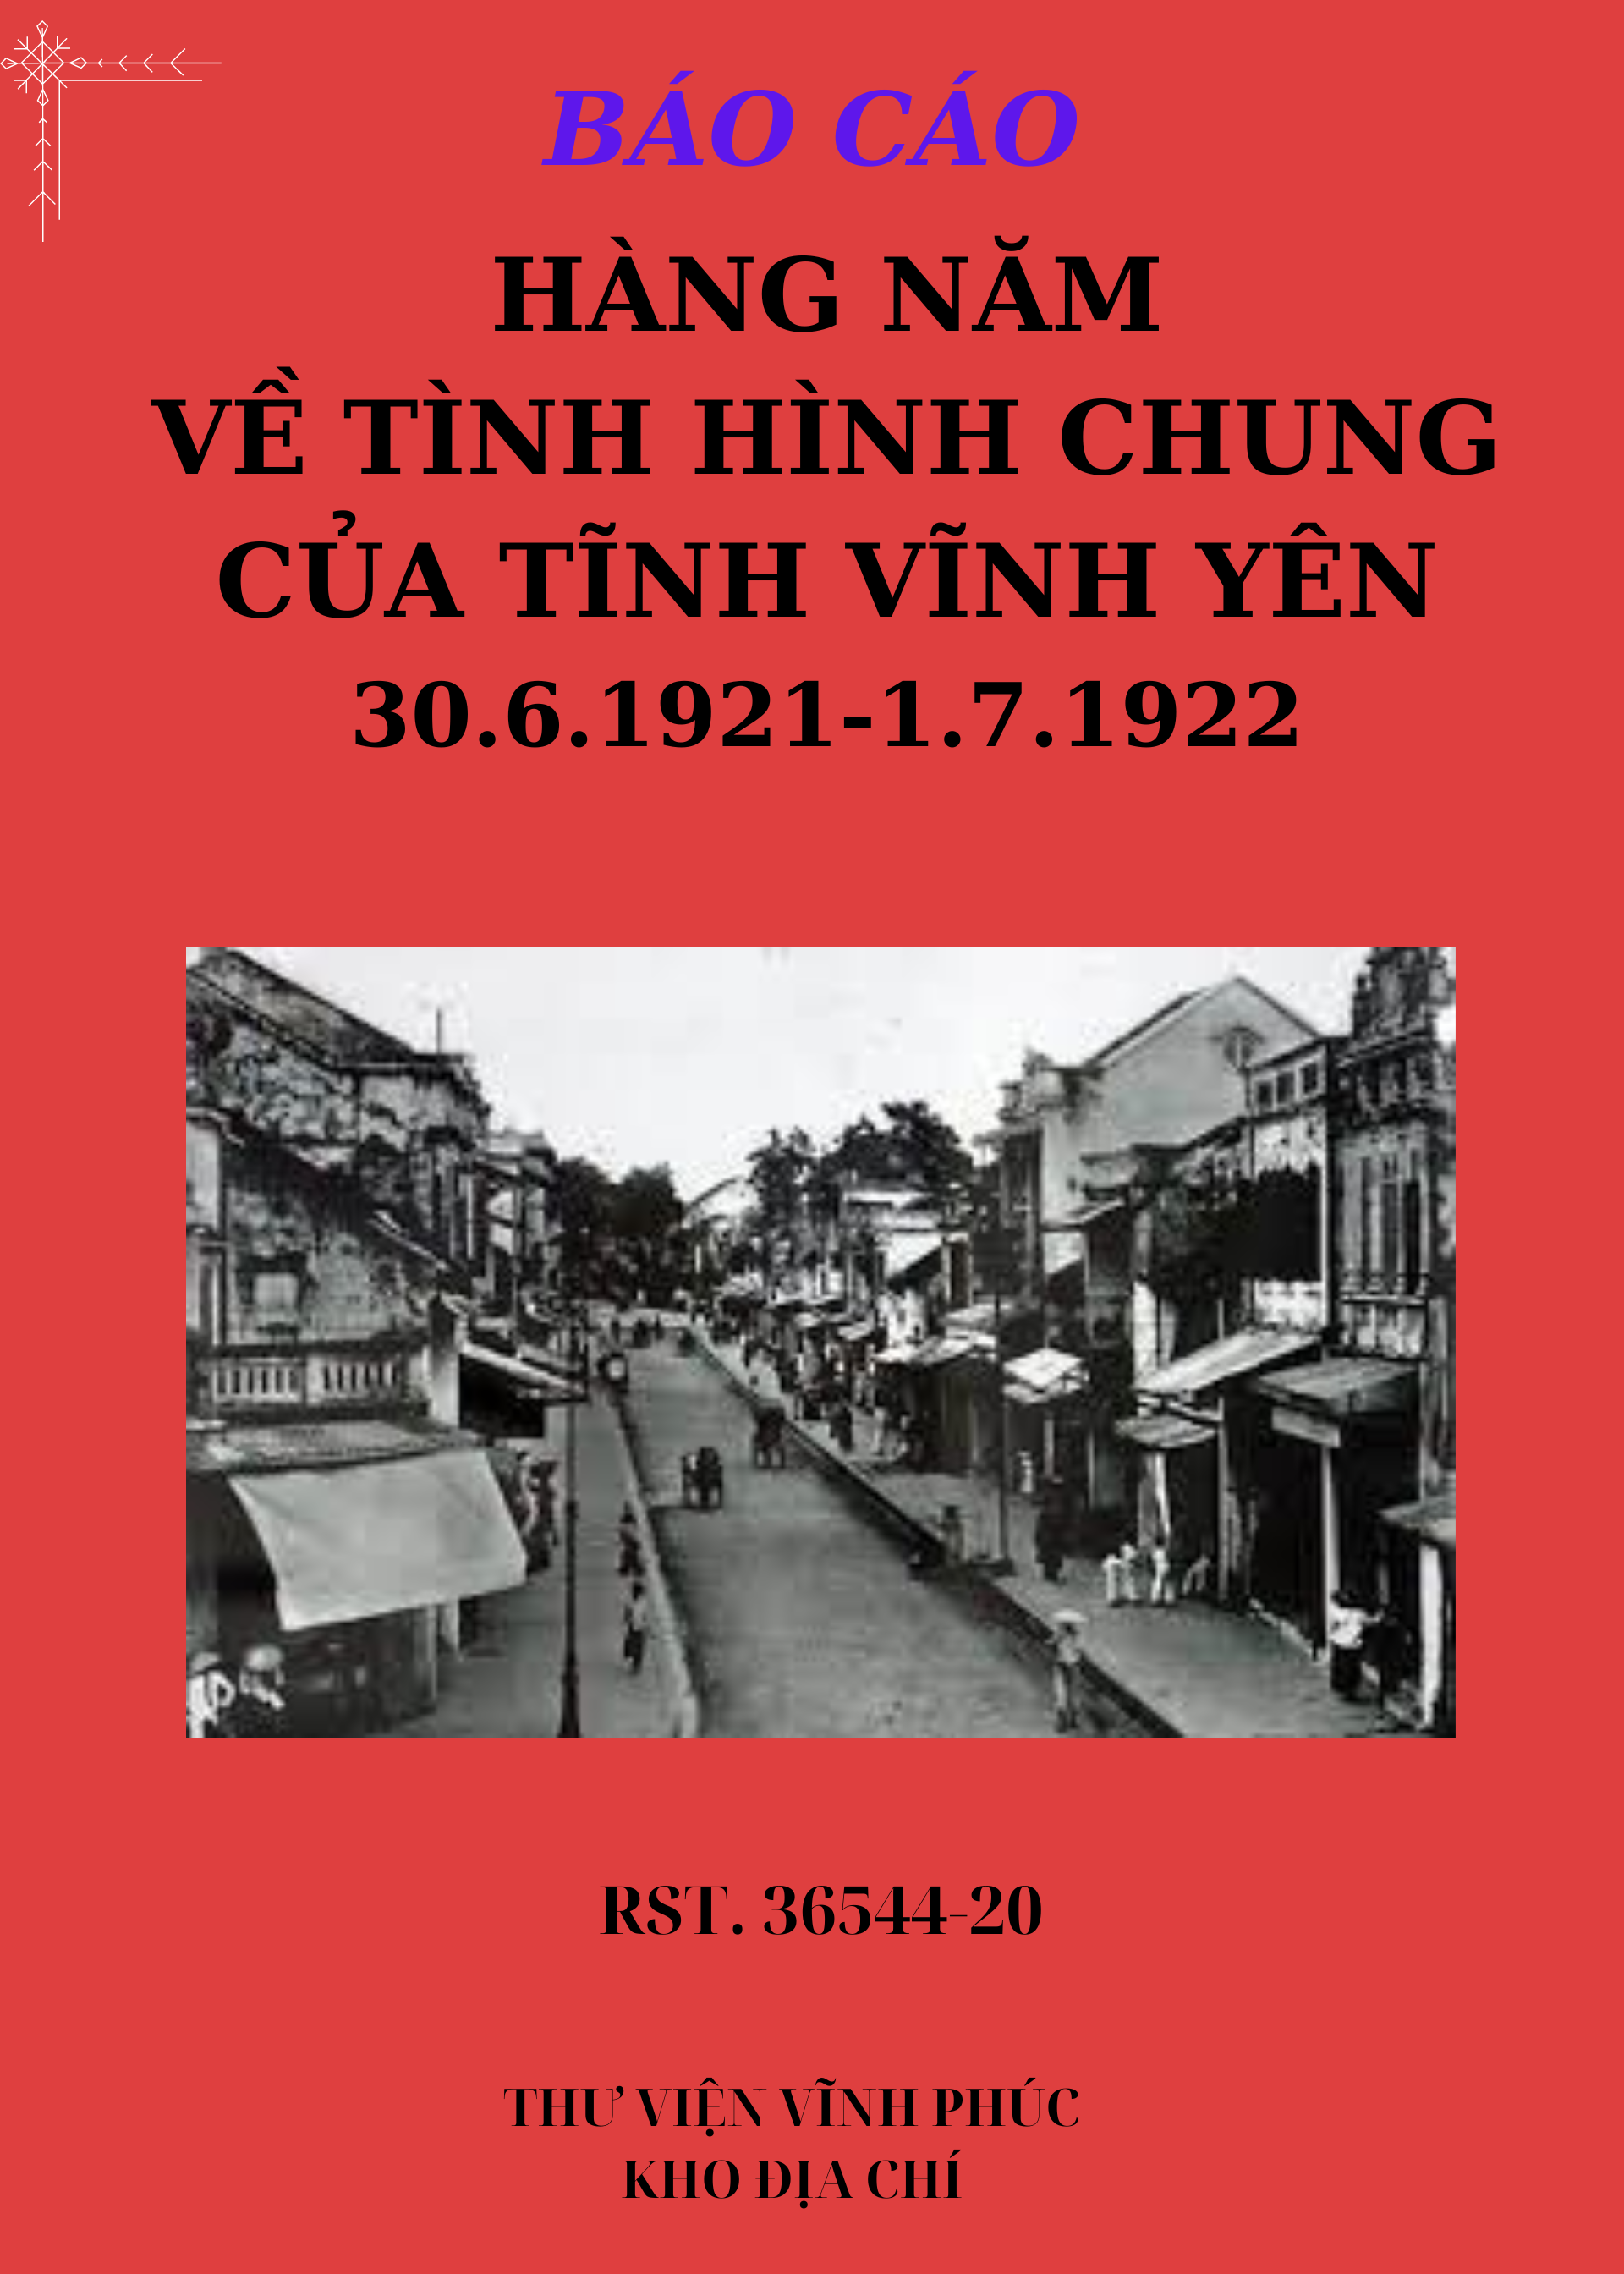 BÁO CÁO
HÀNG NĂM
VỀ TÌNH HÌNH CHUNG
CỦA TĨNH VĨNH YÊN
30.6.1921-1.7.1922
RST. 36544-20
THƯ VIỆN VĨNH PHÚC
KHO ĐỊA CHÍ